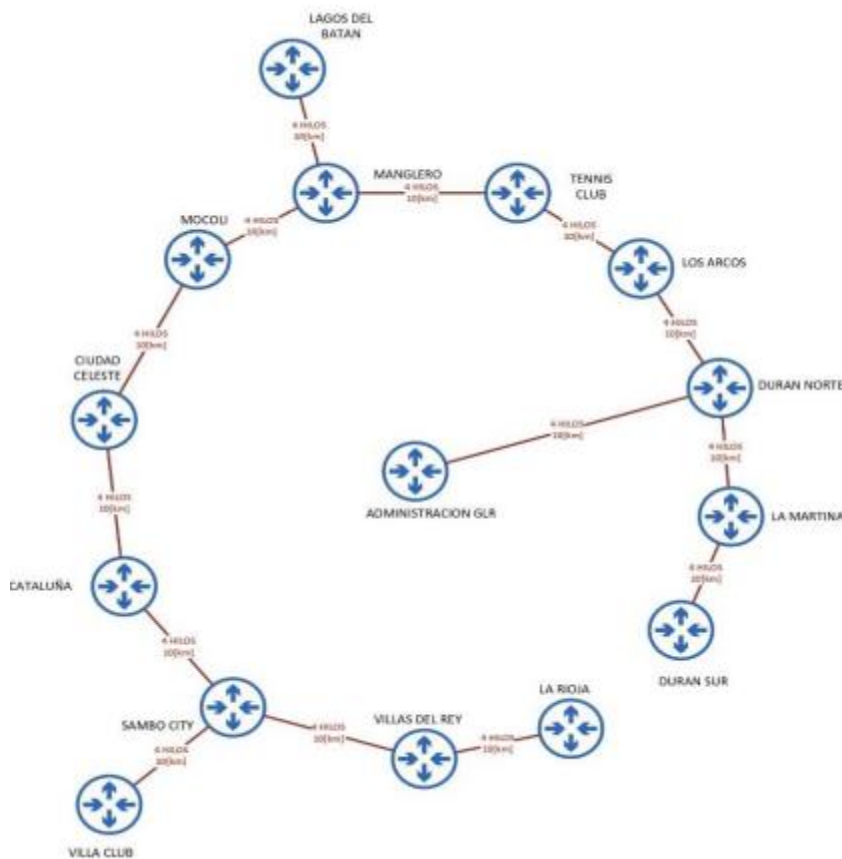 LAGOS DEL
BATAN
4 HILOS
10[km]
MANGLERO
4 HILOS
10[km]
TENNIS
CLUB
MOCOLI
4 HILOS
10[km]
4 HILOS
10[km]
LOS ARCOS
4 HILOS
10[km]
4 HILOS
10[km]
CIUDAD
CELESTE
DURAN NORTE
4 HILOS
10[km]
4 HILOS
10[km]
4 HILOS
10[km]
ADMINISTRACION GLR
LA MARTINA
4 HILOS
10[km]
CATALUÑA
4 HILOS
10[km]
DURAN SUR
LA RIOJA
SAMBO CITY
VILLAS DEL REY
4 HILOS
10[km]
4 HILOS
10[km]
4 HILOS
10[km]
VILLA CLUB